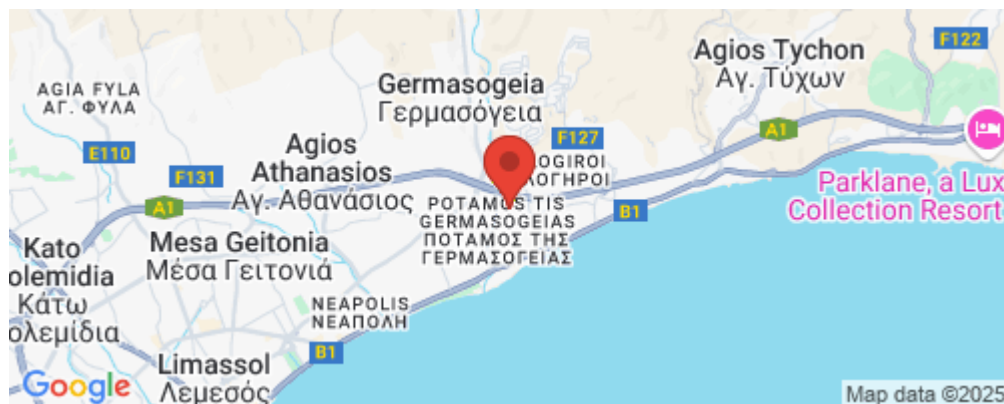 F122
Agios Tychon
Αγ. Τύχων
AGIA FYLA
ΑΓ. ΦΥΛΑ
Germasogeia
Γερμασόγεια
A1
F127
E110
Agios
Athanasios
Αγ. Αθανάσιος
F131
A1
OGIROI
ΛΟΓΗΡΟΙ
POTAMOS TIS
GERMASOGEIAS
ΠΟΤΑΜΟΣ ΤΗΣ
ΓΕΡΜΑΣΟΓΕΙΑΣ
B1
Parklane, a Lux
Collection Resort
Kato
olemidia
Κάτω
ολεμίδια
Mesa Geitonia
Μέσα Γειτονιά
NEAPOLIS
ΝΕΑΠΟΛΗ
B1
Limassol
Λεμεσός
Google
Map data ©2025